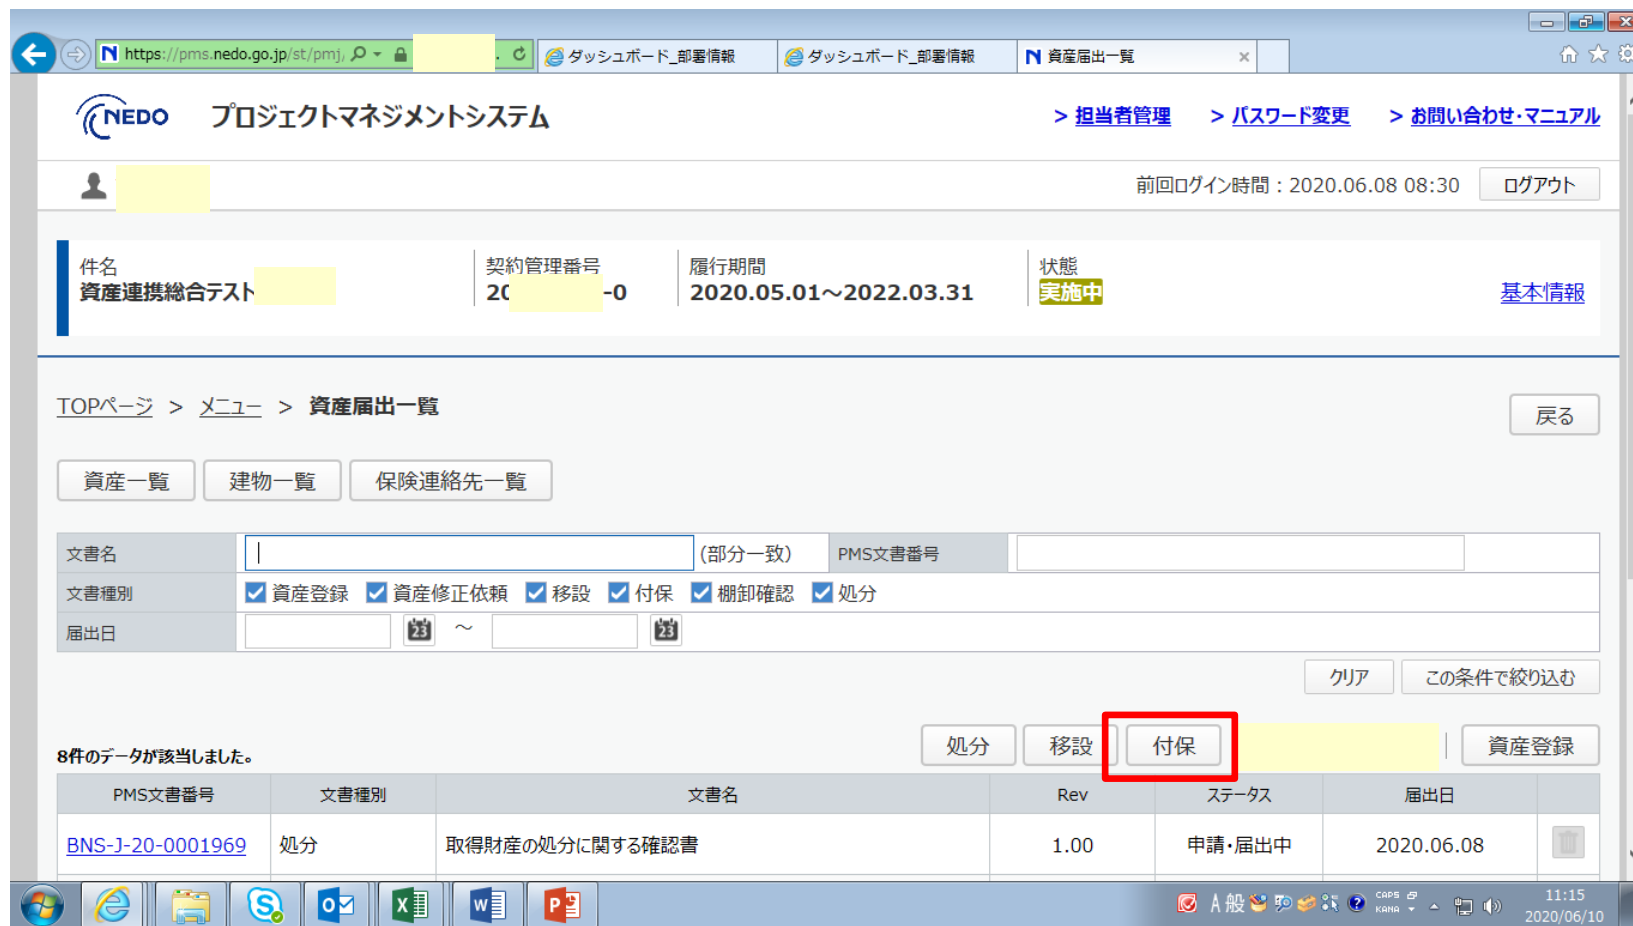 https://pms.nedo.go.jp/st/pmj, ダッシュボード_部署情報 ダッシュボード_部署情報 資産届出一覧
NEDO プロジェクトマネジメントシステム > 担当者管理 > パスワード変更 > お問い合わせ・マニュアル
前回ログイン時間：2020.06.08 08:30 ログアウト
件名 契約管理番号 履行期間 状態
資産連携総合テスト 20 -0 2020.05.01～2022.03.31 実施中 基本情報
TOPページ > メニュー > 資産届出一覧 戻る
資産一覧 建物一覧 保険連絡先一覧
文書名 (部分一致) PMS文書番号
文書種別 資産登録 資産修正依頼 移設 付保 棚卸確認 処分
届出日 23 ～ 23
クリア この条件で絞り込む
8件のデータが該当しました。 処分 移設 付保 資産登録
PMS文書番号 文書種別 文書名 Rev ステータス 届出日
BNS-J-20-0001969 処分 取得財産の処分に関する確認書 1.00 申請・届出中 2020.06.08
A 般 CAPS KANA 11:15
2020/06/10